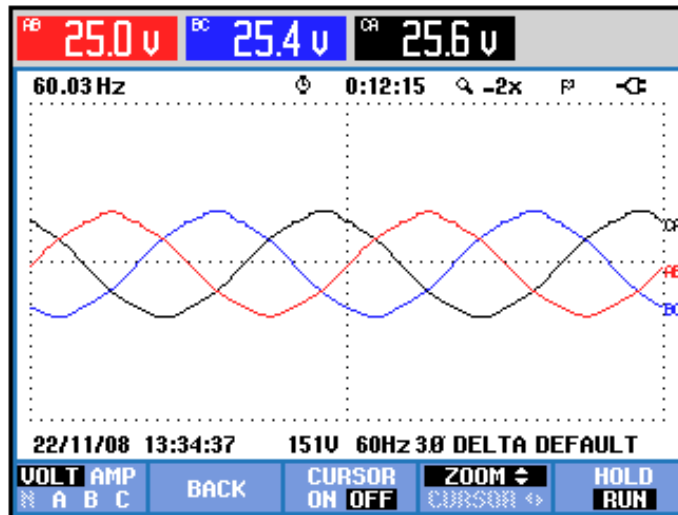 AB 25.0 V BC 25.4 V CA 25.6 V
60.03 Hz 0:12:15 -2x
CA
AB
BC
22/11/08 13:34:37 151V 60Hz 3Ø DELTA DEFAULT
VOLT AMP BACK CURSOR ZOOM HOLD
N A B C ON OFF CURSOR RUN